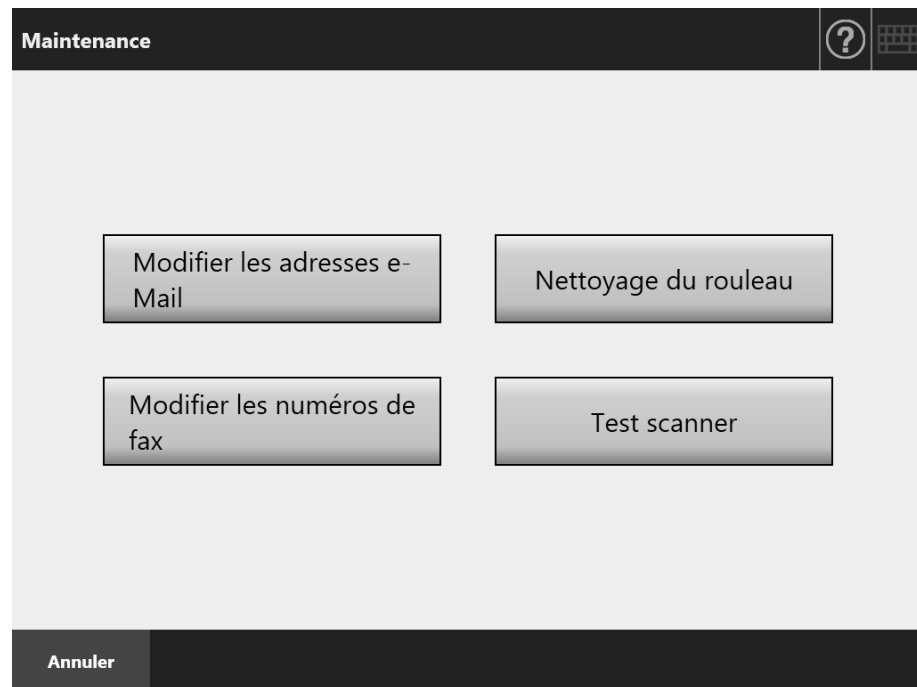 Maintenance
Modifier les adresses e-
Mail
Nettoyage du rouleau
Modifier les numéros de
fax
Test scanner
Annuler